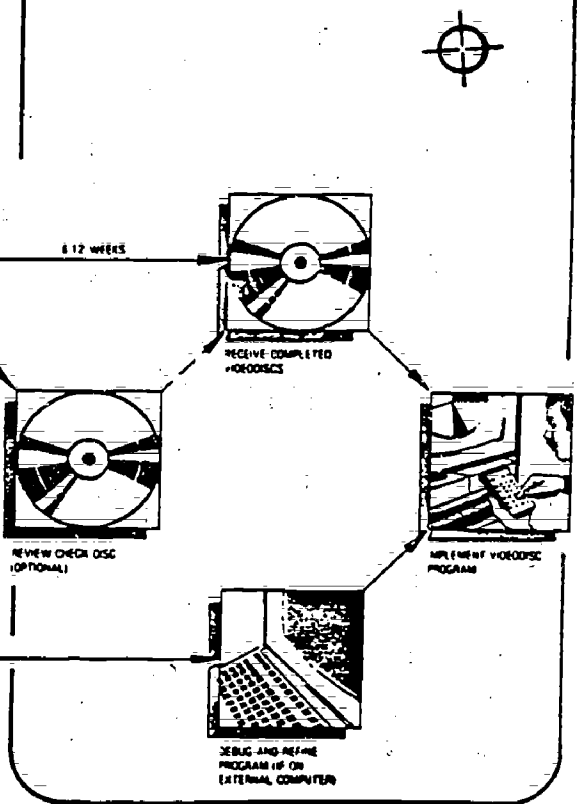 6 12 WEEKS
RECEIVE COMPLETED
VIDEODISCS
REVIEW CHECK DISC
(OPTIONAL)
IMPLEMENT VIDEODISC
PROGRAM
DEBUG AND REFINE
PROGRAM (IF ON
EXTERNAL COMPUTER)